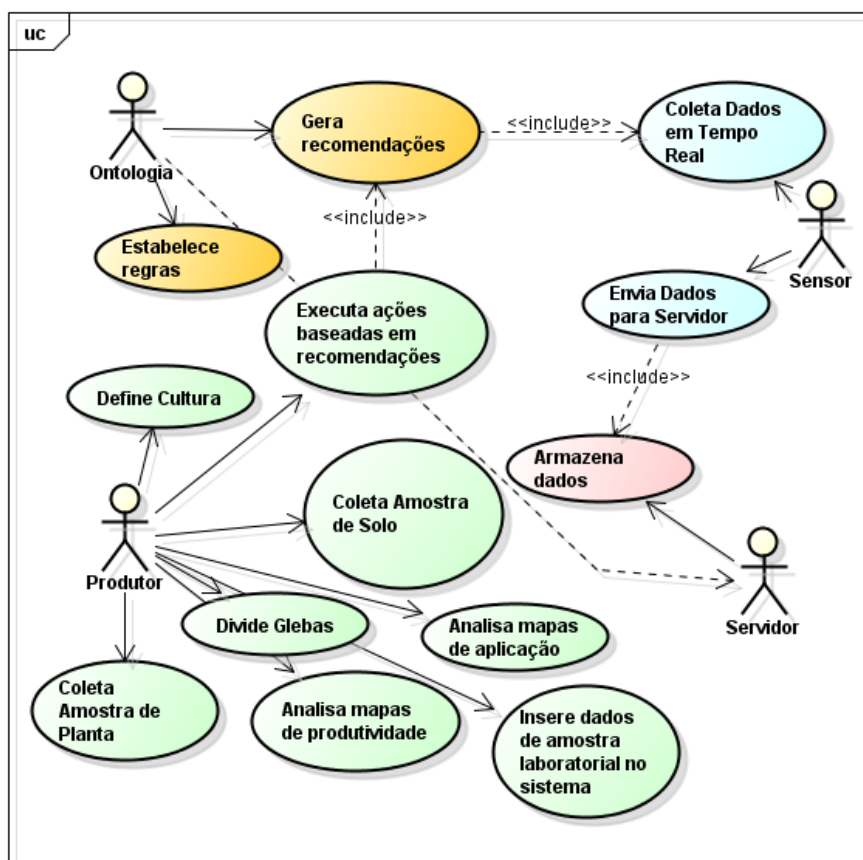 uc
Ontologia
Gera
recomendações
<<include>>
Coleta Dados
em Tempo
Real
Sensor
<<include>>
Estabelece
regras
Executa ações
baseadas em
recomendações
Envia Dados
para Servidor
<<include>>
Define Cultura
Armazena
dados
Coleta Amostra
de Solo
Produtor
Servidor
Divide Glebas
Analisa mapas
de aplicação
Coleta
Amostra de
Planta
Analisa mapas
de produtividade
Insere dados
de amostra
laboratorial no
sistema